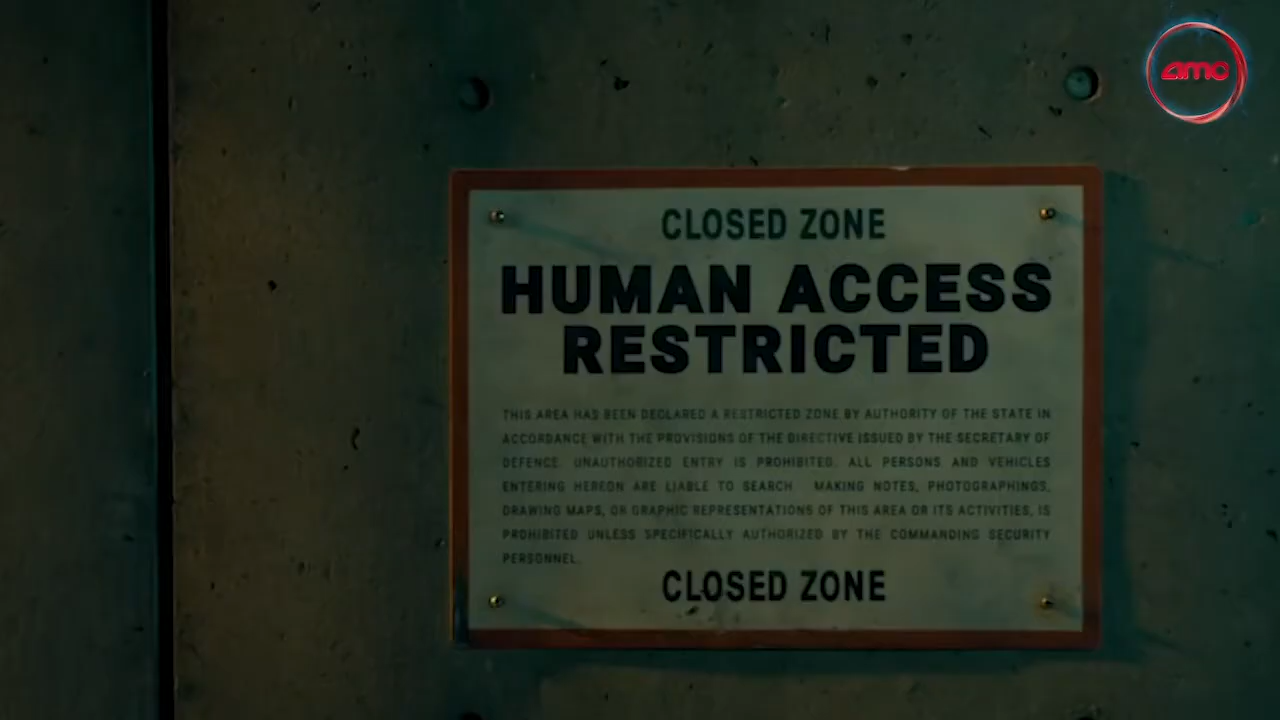 amc
CLOSED ZONE
HUMAN ACCESS
RESTRICTED
THIS AREA HAS BEEN DECLARED A RESTRICTED ZONE BY AUTHORITY OF THE STATE IN
ACCORDANCE WITH THE PROVISIONS OF THE DIRECTIVE ISSUED BY THE SECRETARY OF
DEFENCE. UNAUTHORIZED ENTRY IS PROHIBITED. ALL PERSONS AND VEHICLES
ENTERING HEREON ARE LIABLE TO SEARCH MAKING NOTES, PHOTOGRAPHINGS,
DRAWING MAPS, OR GRAPHIC REPRESENTATIONS OF THIS AREA OR ITS ACTIVITIES, IS
PROHIBITED UNLESS SPECIFICALLY AUTHORIZED BY THE COMMANDING SECURITY
PERSONNEL.
CLOSED ZONE